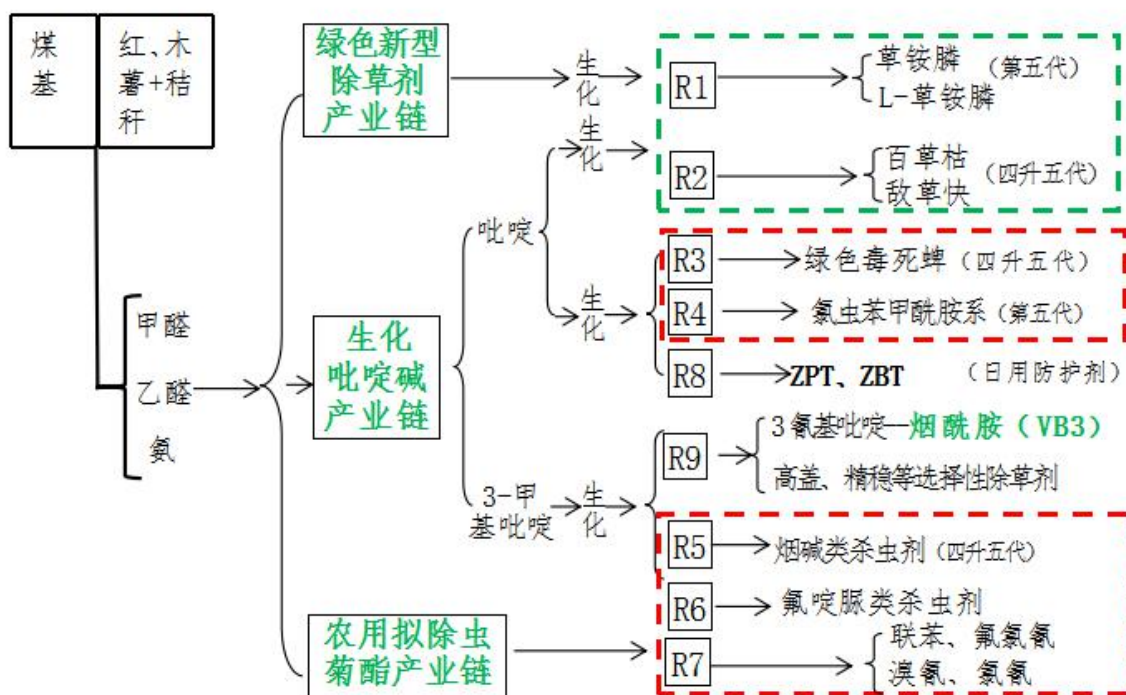 煤基
红、木
薯+秸
秆
甲醛
乙醛
氨
绿色新型
除草剂
产业链
生化
R1
草铵膦
L-草铵膦
(第五代)
生化
R2
百草枯
敌草快
(四升五代)
生化
吡啶碱
产业链
吡啶
生化
R3
绿色毒死蜱(四升五代)
R4
氯虫苯甲酰胺系(第五代)
R8
ZPT、ZBT (日用防护剂)
3-甲
基吡啶
生化
R9
3氰基吡啶—烟酰胺(VB3)
高盖、精稳等选择性除草剂
R5
烟碱类杀虫剂(四升五代)
R6
氟啶脲类杀虫剂
农用拟除虫
菊酯产业链
R7
联苯、氟氯氰
溴氰、氯氰